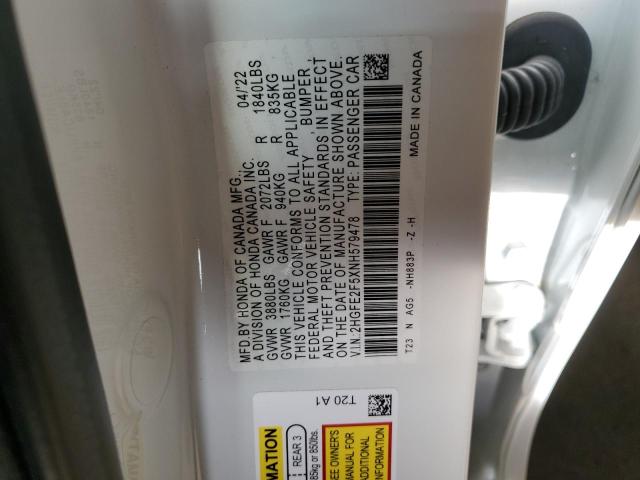 MFD.BY HONDA OF CANADA MFG., 04/'22
A DIVISION OF HONDA CANADA INC.
GVWR 3880LBS GAWR F 2072LBS R 1840LBS
GVWR 1760KG GAWR F 940KG R 835KG
THIS VEHICLE CONFORMS TO ALL APPLICABLE
FEDERAL MOTOR VEHICLE SAFETY , BUMPER,
AND THEFT PREVENTION STANDARDS IN EFFECT
ON THE DATE OF MANUFACTURE SHOWN ABOVE.
V.I.N.:2HGFE2F5XNH579478 TYPE: PASSENGER CAR
T23 N AG5 -NH883P -Z -H MADE IN CANADA
T20 A1
MATION
REAR 3
85kg or 850lbs.
SEE OWNER'S
MANUAL FOR
ADDITIONAL
INFORMATION